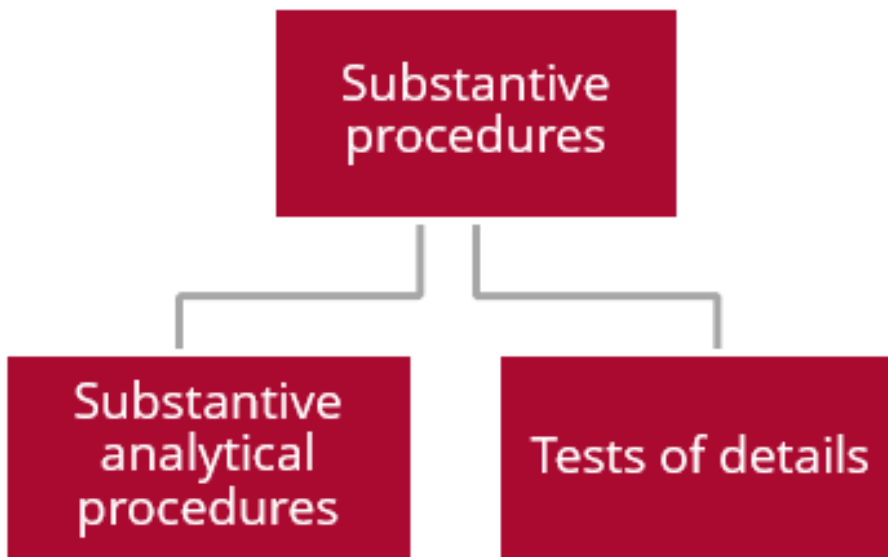 Substantive
procedures
Substantive
analytical
procedures
Tests of details